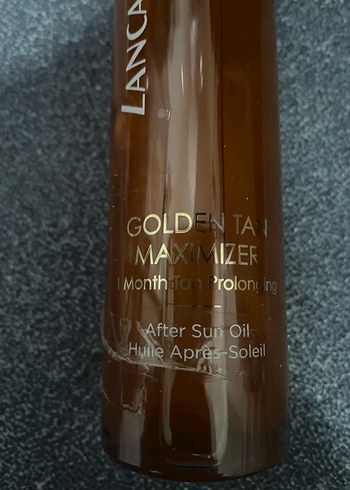 LANCA
GOLDEN TAN
MAXIMIZER
1 Month Tan Prolonging
After Sun Oil
Huile Après-Soleil